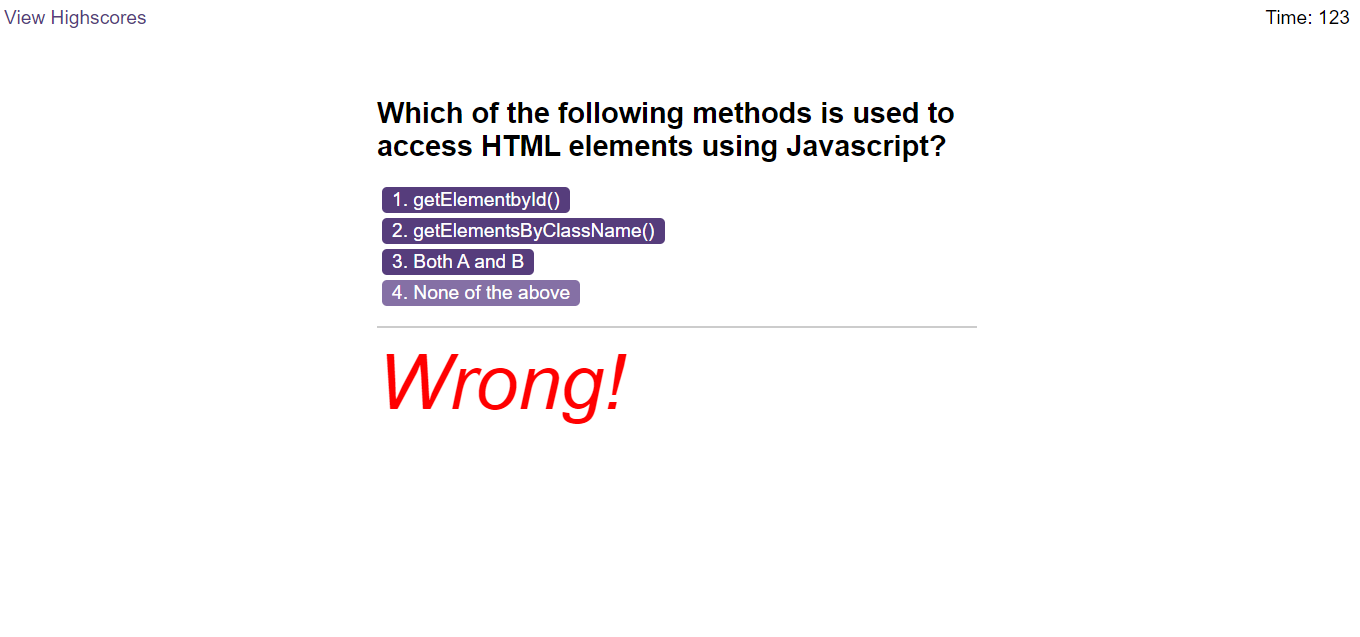 View Highscores
Time: 123
Which of the following methods is used to
access HTML elements using Javascript?
1. getElementbyId()
2. getElementsByClassName()
3. Both A and B
4. None of the above
Wrong!